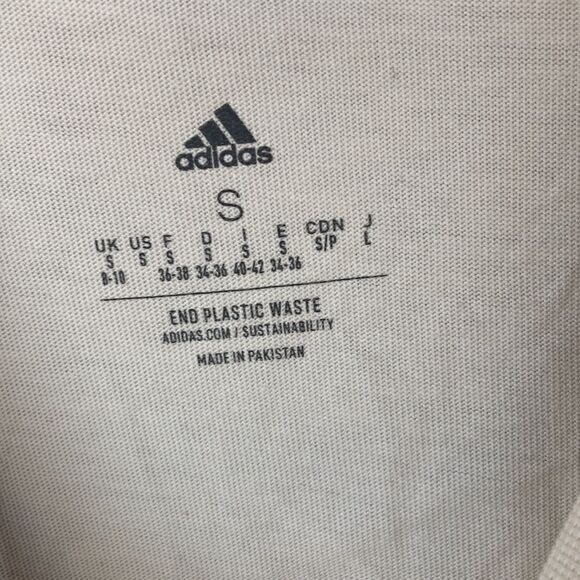 adidas
S
UK US F D I E CDN J
S S S S S S S/P L
8-10 36-38 34-36 40-42 34-36
END PLASTIC WASTE
ADIDAS.COM / SUSTAINABILITY
MADE IN PAKISTAN